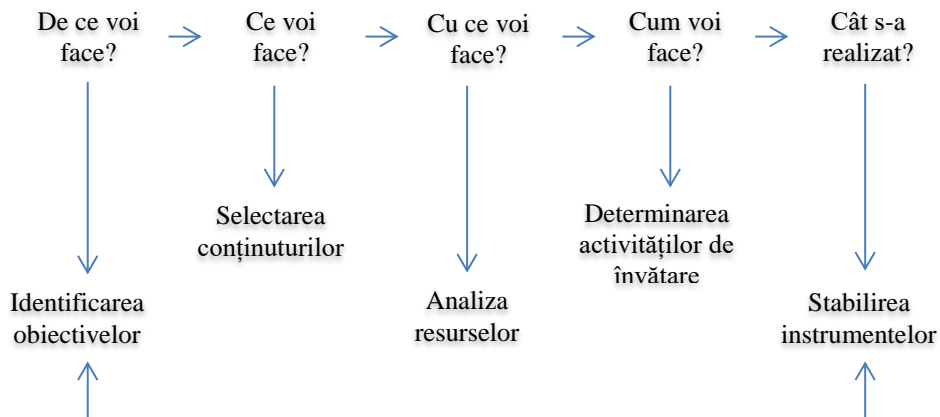 De ce voi
face?
Ce voi
face?
Cu ce voi
face?
Cum voi
face?
Cât s-a
realizat?
Selectarea
conținuturilor
Determinarea
activităților de
învătare
Identificarea
obiectivelor
Analiza
resurselor
Stabilirea
instrumentelor